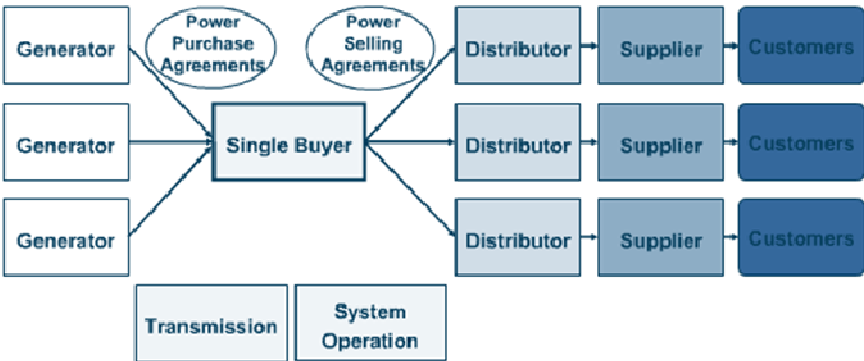 Generator
Power
Purchase
Agreements
Power
Selling
Agreements
Distributor
Supplier
Customers
Generator
Single Buyer
Distributor
Supplier
Customers
Generator
Distributor
Supplier
Customers
Transmission
System
Operation